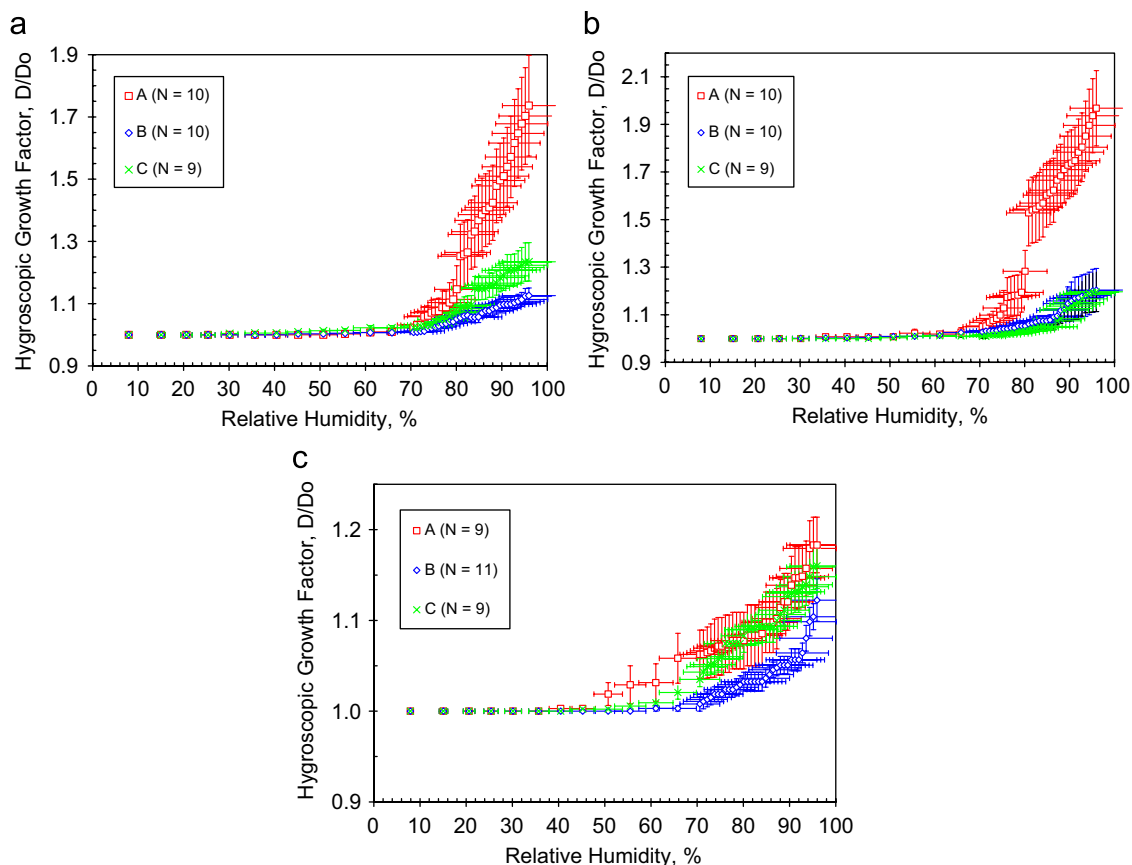 a
Hygroscopic Growth Factor, D/Do
1.9
1.7
1.5
1.3
1.1
0.9
A (N = 10)
B (N = 10)
C (N = 9)
0 10 20 30 40 50 60 70 80 90 100
Relative Humidity, %
b
Hygroscopic Growth Factor, D/Do
2.1
1.9
1.7
1.5
1.3
1.1
0.9
A (N = 10)
B (N = 10)
C (N = 9)
0 10 20 30 40 50 60 70 80 90 100
Relative Humidity, %
c
Hygroscopic Growth Factor, D/Do
1.2
1.1
1.0
0.9
A (N = 9)
B (N = 11)
C (N = 9)
0 10 20 30 40 50 60 70 80 90 100
Relative Humidity, %